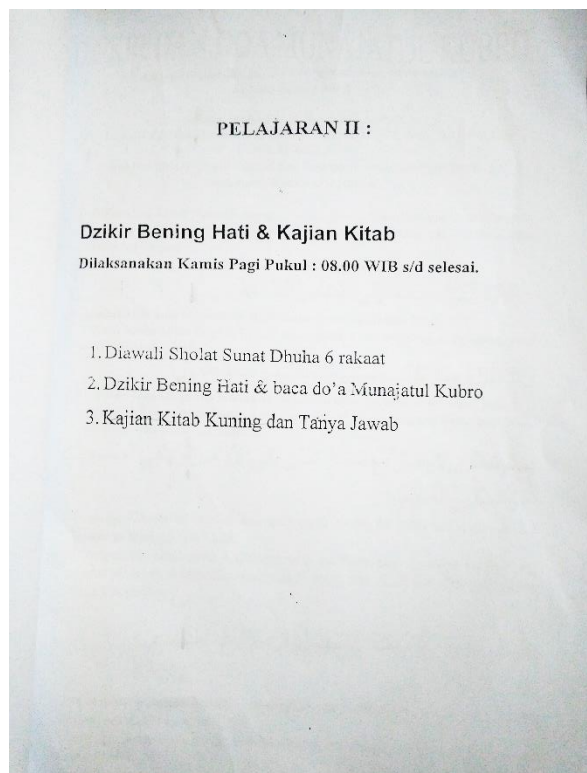 PELAJARAN II :
Dzikir Bening Hati & Kajian Kitab
Dilaksanakan Kamis Pagi Pukul : 08.00 WIB s/d selesai.
1. Diawali Sholat Sunat Dhuha 6 rakaat
2. Dzikir Bening Hati & baca do'a Munajatul Kubro
3. Kajian Kitab Kuning dan Tanya Jawab